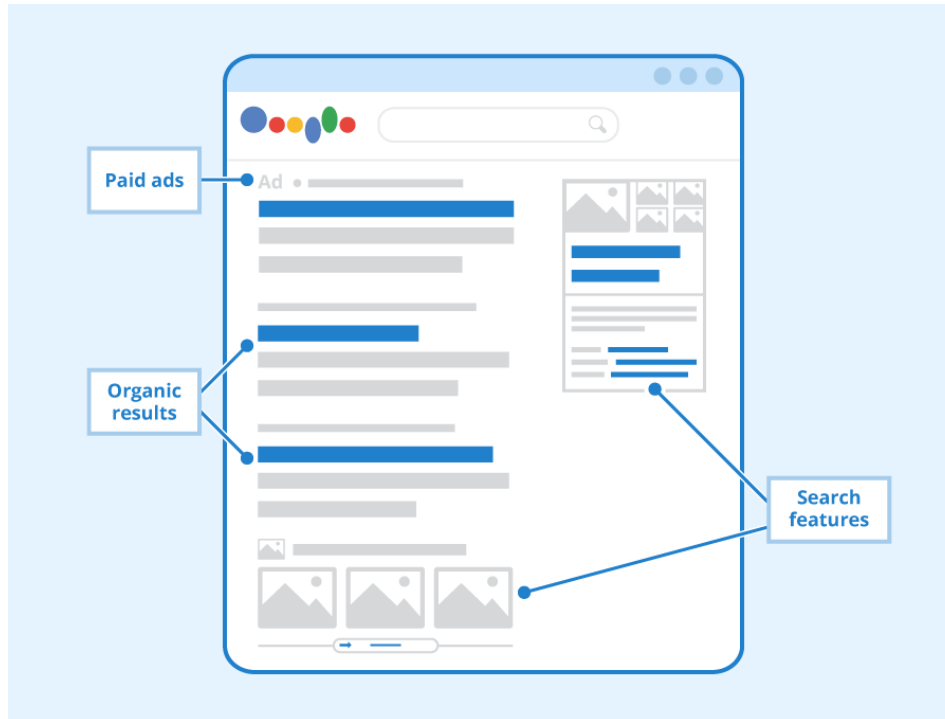 Paid ads
Ad
Organic
results
Search
features